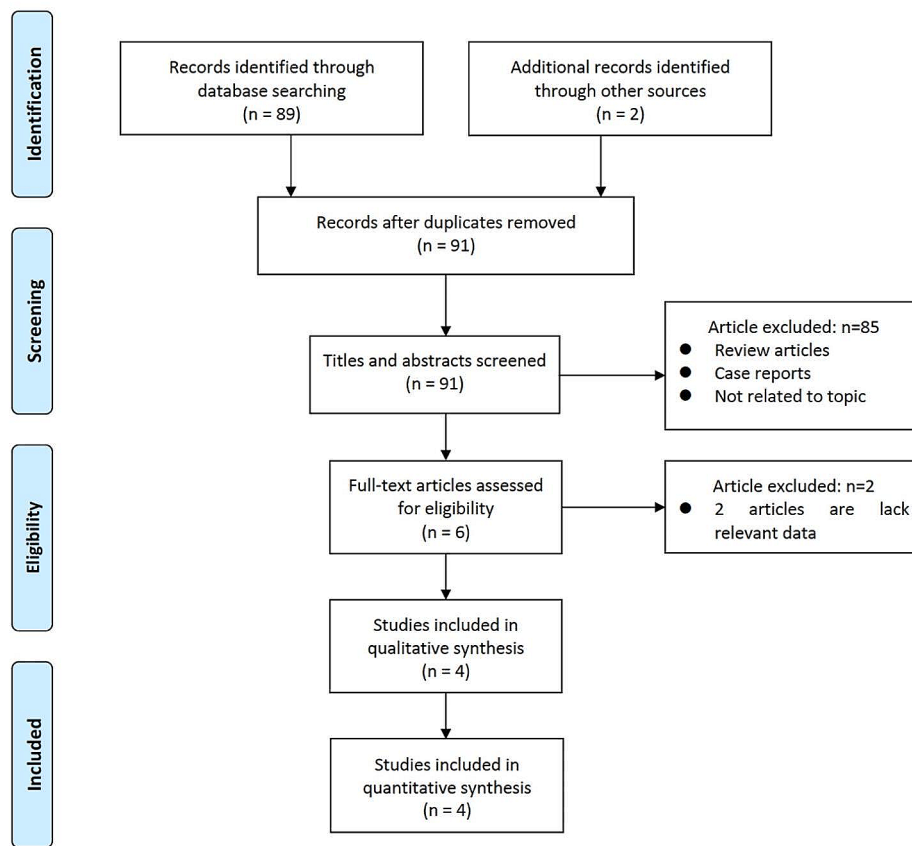 Identification
Records identified through
database searching
(n = 89)
Additional records identified
through other sources
(n = 2)
Records after duplicates removed
(n = 91)
Screening
Titles and abstracts screened
(n = 91)
Article excluded: n=85
● Review articles
● Case reports
● Not related to topic
Eligibility
Full-text articles assessed
for eligibility
(n = 6)
Article excluded: n=2
● 2 articles are lack
relevant data
Studies included in
qualitative synthesis
(n = 4)
Included
Studies included in
quantitative synthesis
(n = 4)